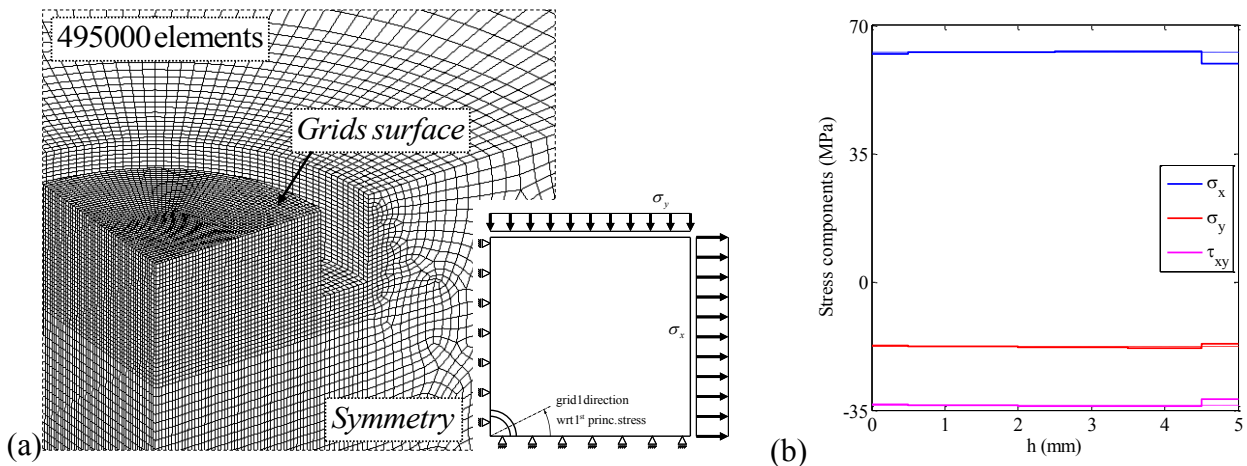 495000 elements
Grids surface
Symmetry
σy
σx
grid1 direction
wrt 1st princ. stress
(a)
70
35
0
-35
Stress components (MPa)
0
1
2
3
4
5
h (mm)
σx
σy
τxy
(b)